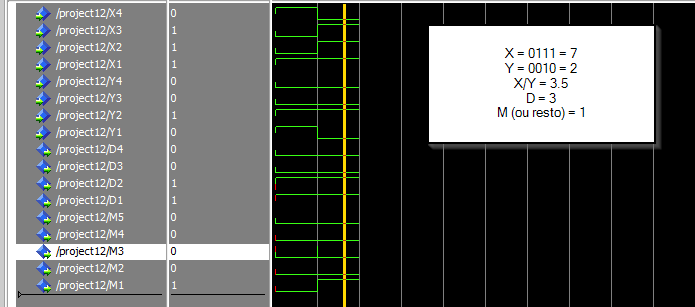 /project12/X4 0
/project12/X3 1
/project12/X2 1
/project12/X1 1
/project12/Y4 0
/project12/Y3 0
/project12/Y2 1
/project12/Y1 0
/project12/D4 0
/project12/D3 0
/project12/D2 1
/project12/D1 1
/project12/M5 0
/project12/M4 0
/project12/M3 0
/project12/M2 0
/project12/M1 1
X = 0111 = 7
Y = 0010 = 2
X/Y = 3.5
D = 3
M (ou resto) = 1